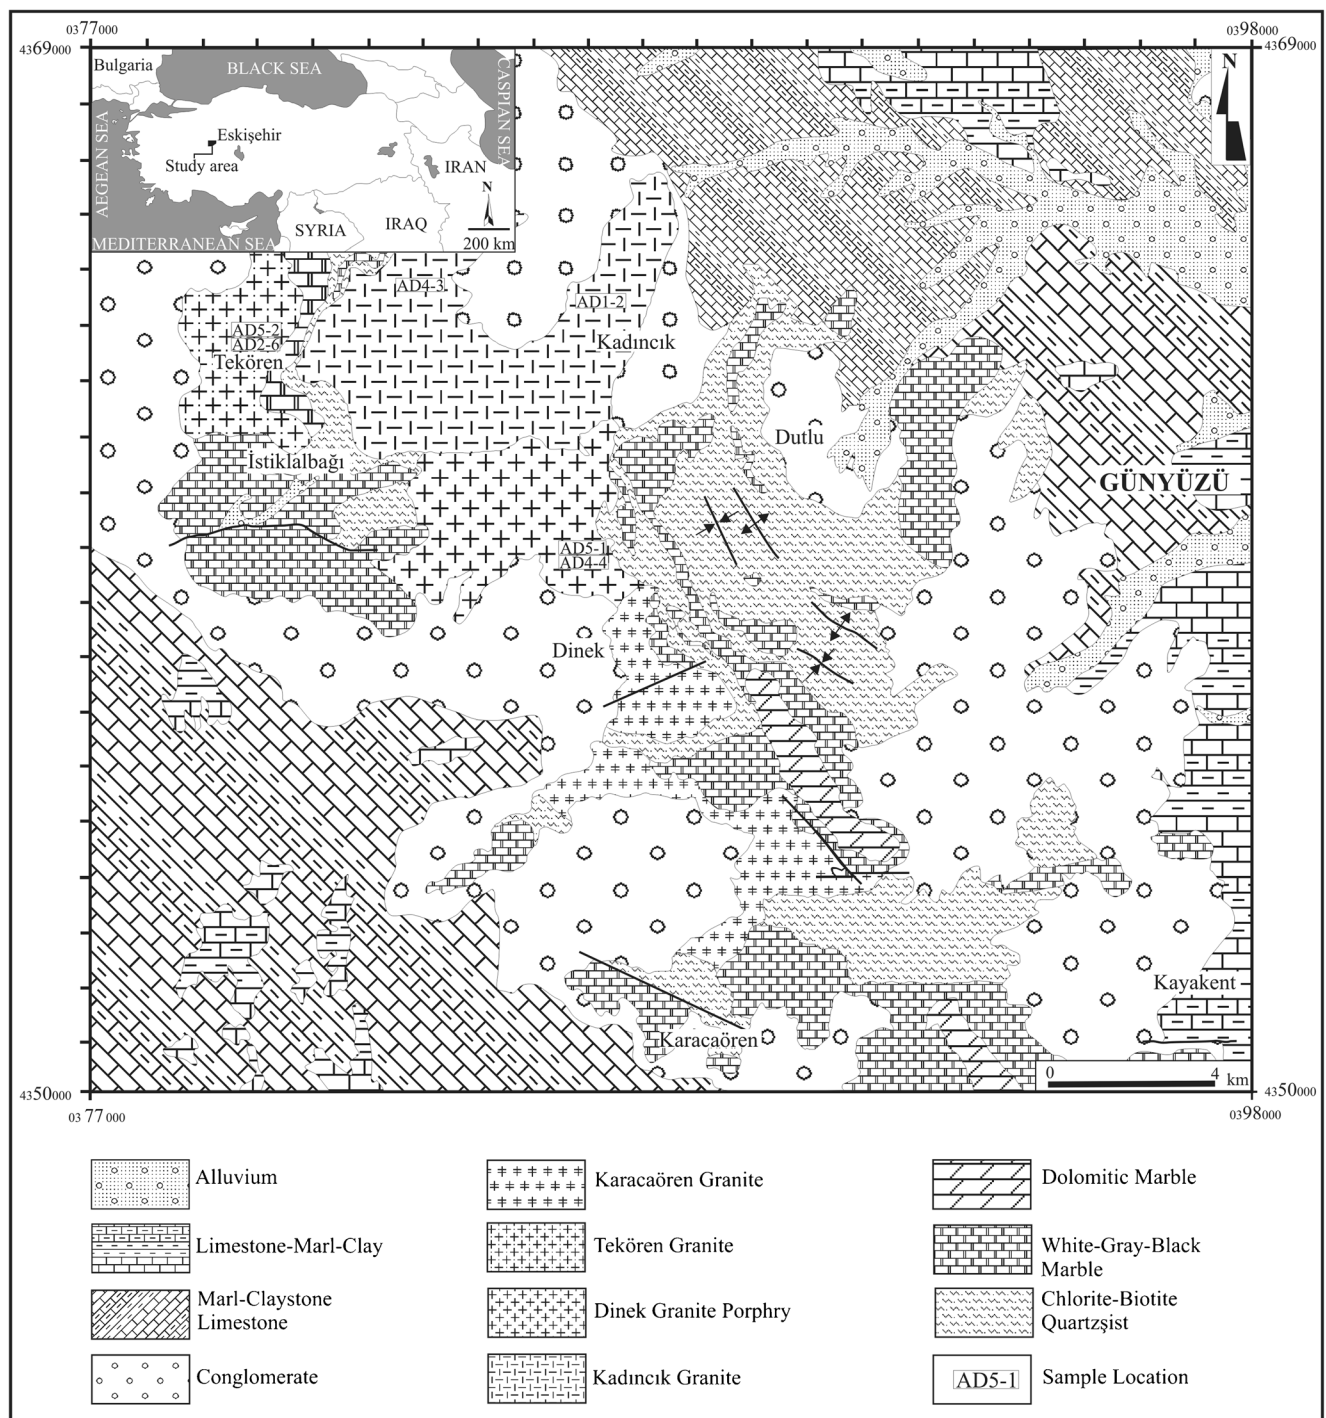 0377000
0398000
4369000
4369000
Bulgaria
BLACK SEA
CASPIAN SEA
AEGEAN SEA
Eskişehir
Study area
IRAN
N
N
SYRIA
IRAQ
MEDITERRANEAN SEA
200 km
AD4-3
AD1-2
AD5-2
AD2-6
Tekören
Kadıncık
Dutlu
İstiklalbağı
GÜNYÜZÜ
AD5-1
AD4-4
Dinek
Kayakent
Karacaören
0
4
km
4350000
4350000
0377000
0398000
Alluvium
Karacaören Granite
Dolomitic Marble
Limestone-Marl-Clay
Tekören Granite
White-Gray-Black
Marble
Marl-Claystone
Limestone
Dinek Granite Porphry
Chlorite-Biotite
Quartzşist
Conglomerate
Kadıncık Granite
AD5-1
Sample Location